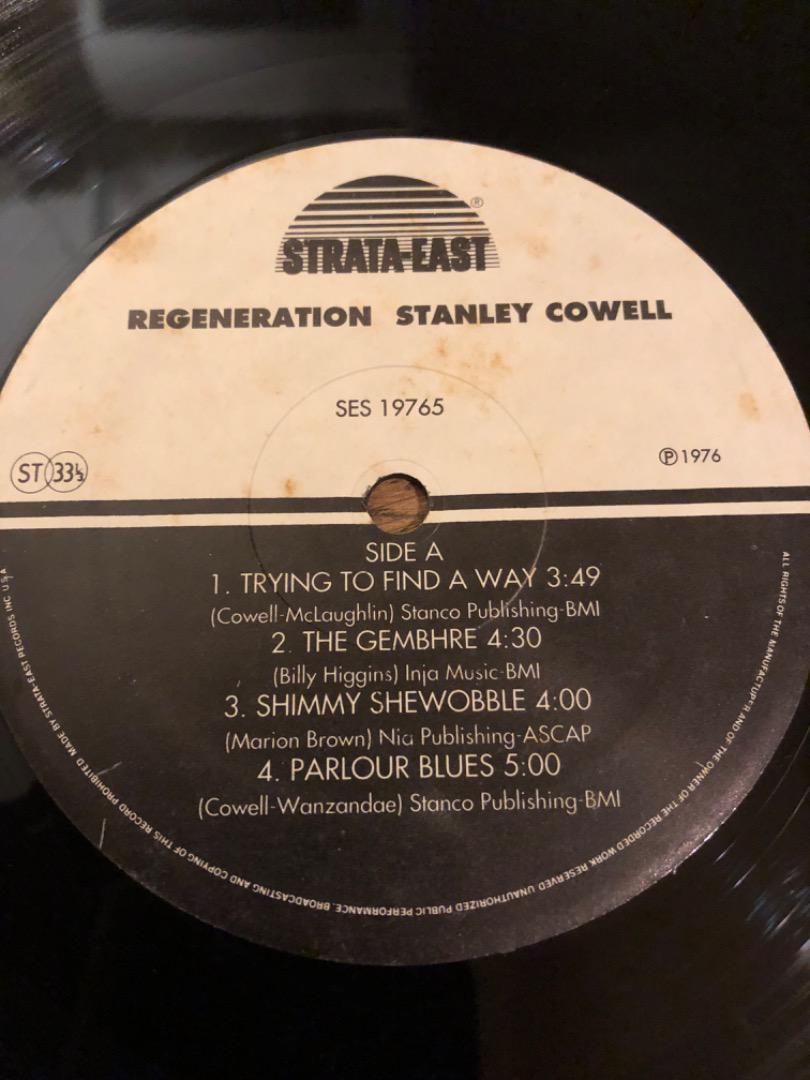 ®
STRATA-EAST
REGENERATION STANLEY COWELL
SES 19765
ST 33⅓
℗1976
SIDE A
1. TRYING TO FIND A WAY 3:49
(Cowell-McLaughlin) Stanco Publishing-BMI
2. THE GEMBHRE 4:30
(Billy Higgins) Inja Music-BMI
3. SHIMMY SHEWOBBLE 4:00
(Marion Brown) Nia Publishing-ASCAP
4. PARLOUR BLUES 5:00
(Cowell-Wanzandae) Stanco Publishing-BMI
ALL RIGHTS OF THE MANUFACTURER AND OF THE OWNER OF THE RECORDED WORK RESERVED UNAUTHORIZED PUBLIC PERFORMANCE, BROADCASTING AND COPYING OF THIS RECORD PROHIBITED MADE BY STRATA-EAST RECORDS INC U.S.A